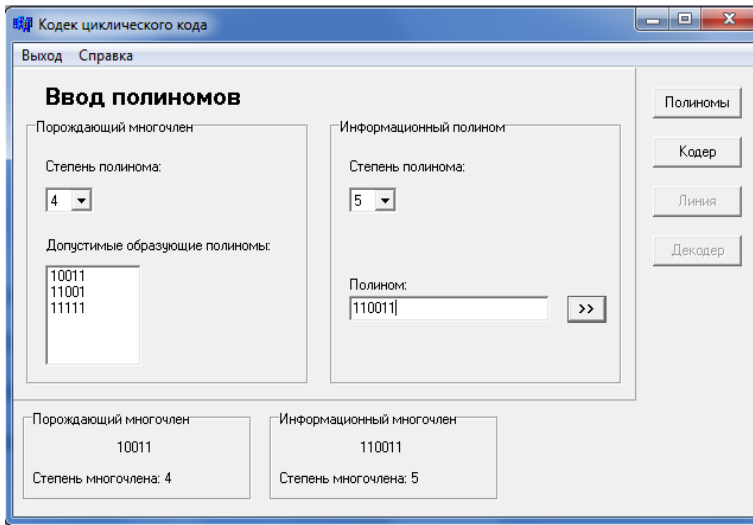 Кодек циклического кода
Выход Справка
Ввод полиномов
Порождающий многочлен
Степень полинома:
4
Допустимые образующие полиномы:
10011
11001
11111
Информационный полином
Степень полинома:
5
Полином:
110011
>>
Полиномы
Кодер
Линия
Декодер
Порождающий многочлен
10011
Степень многочлена: 4
Информационный многочлен
110011
Степень многочлена: 5